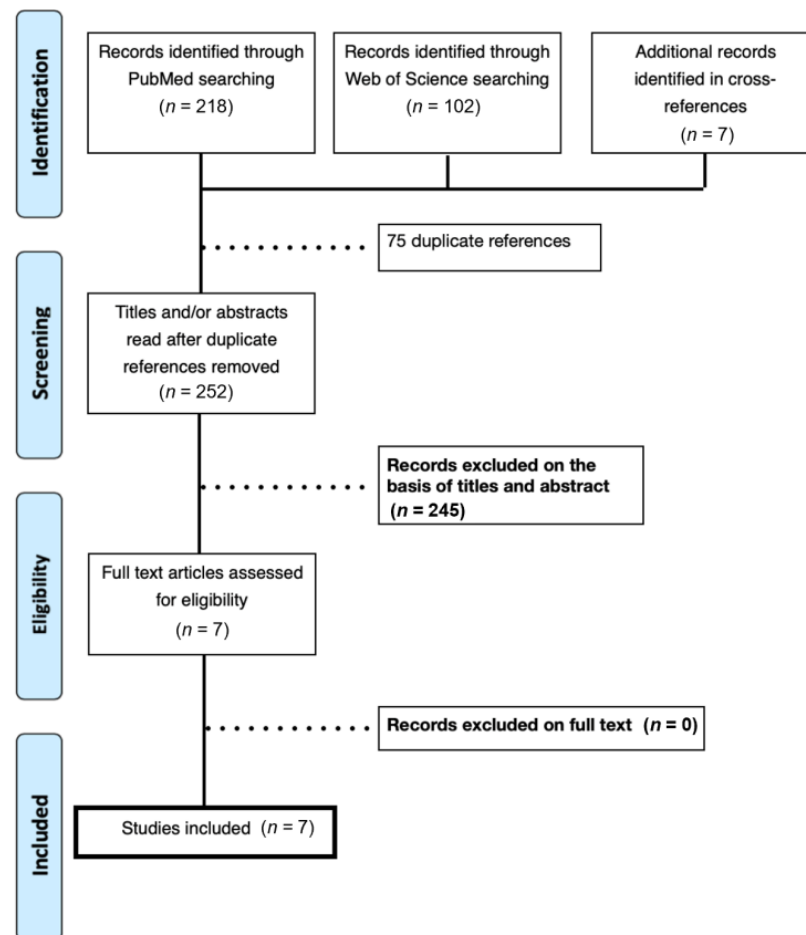 Identification
Records identified through
PubMed searching
(n = 218)
Records identified through
Web of Science searching
(n = 102)
Additional records
identified in cross-
references
(n = 7)
75 duplicate references
Screening
Titles and/or abstracts
read after duplicate
references removed
(n = 252)
Records excluded on the
basis of titles and abstract
(n = 245)
Eligibility
Full text articles assessed
for eligibility
(n = 7)
Records excluded on full text (n = 0)
Included
Studies included (n = 7)